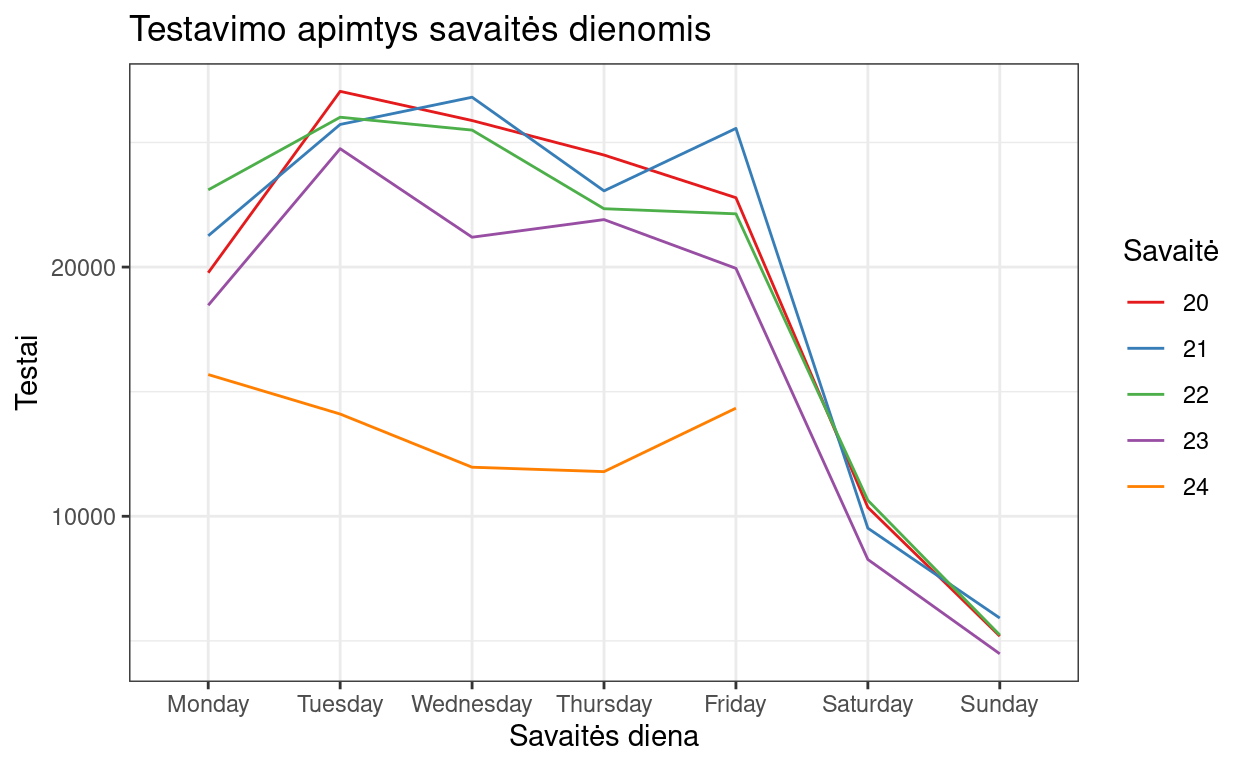 Testavimo apimtys savaitės dienomis
Testai
20000
10000
Monday Tuesday Wednesday Thursday Friday Saturday Sunday
Savaitės diena
Savaitė
20
21
22
23
24